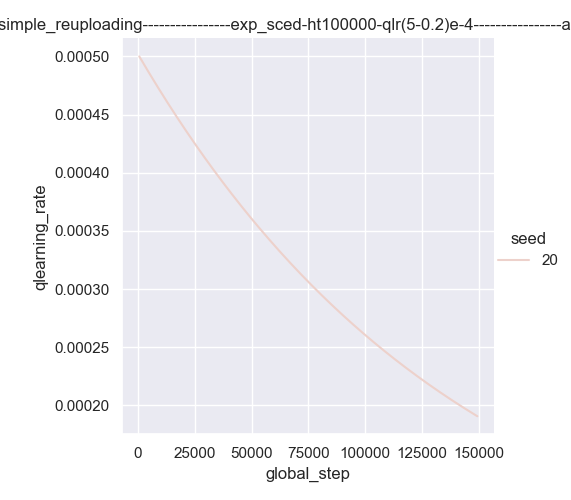 simple_reuploading----------------exp_sced-ht100000-qlr(5-0.2)e-4----------------a
0.00050
0.00045
0.00040
0.00035
0.00030
0.00025
0.00020
qlearning_rate
seed
20
0 25000 50000 75000 100000 125000 150000
global_step